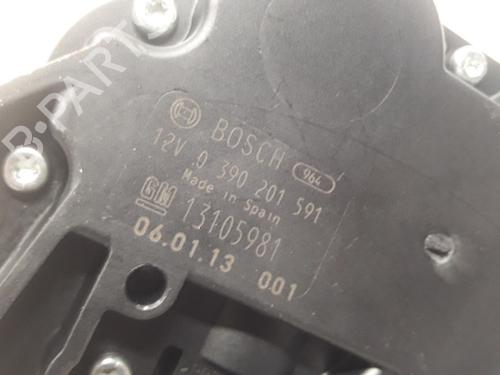 B-PARTS
BOSCH 964
12V 0 390 201 591
Made in Spain
GM 13105981
06.01.13 001